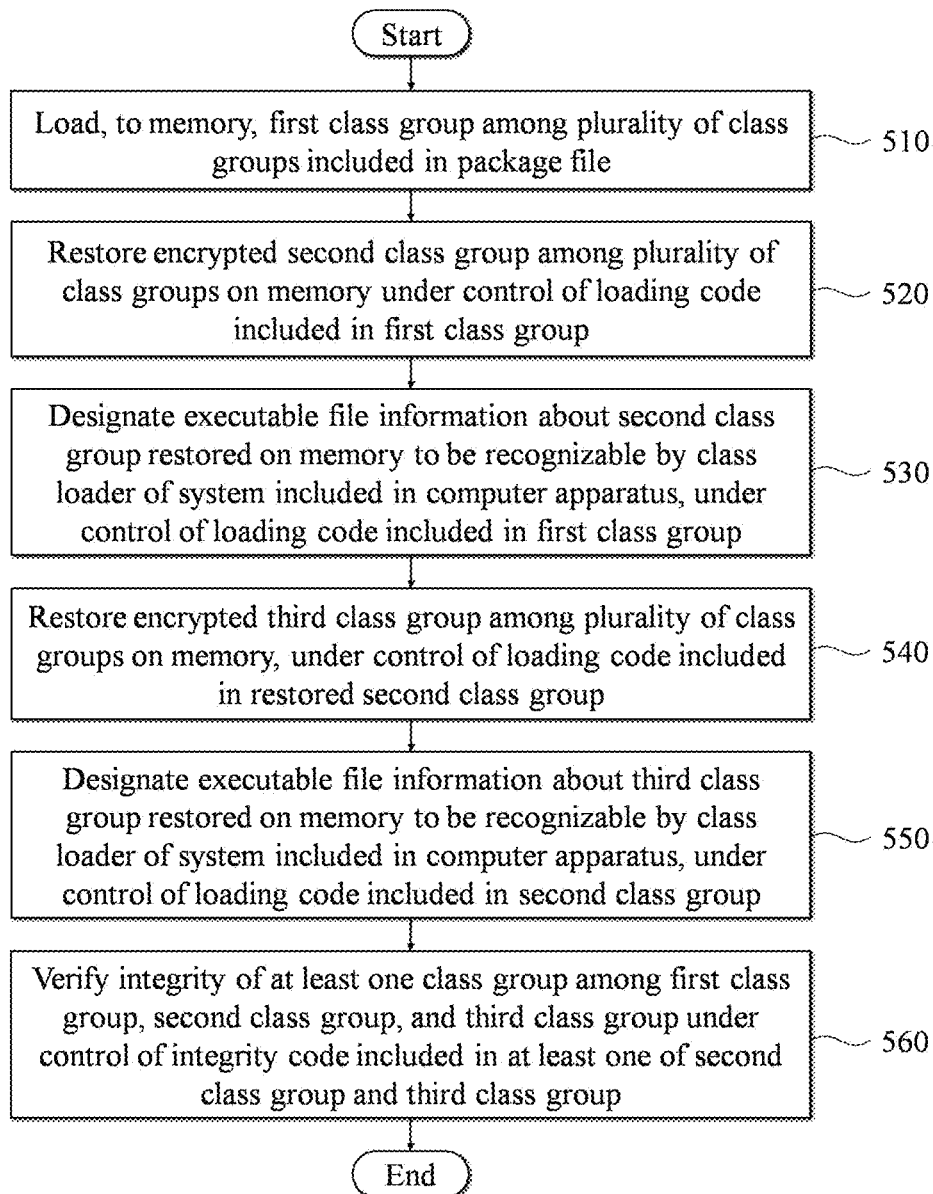 Start
Load, to memory, first class group among plurality of class
groups included in package file
510
Restore encrypted second class group among plurality of
class groups on memory under control of loading code
included in first class group
520
Designate executable file information about second class
group restored on memory to be recognizable by class
loader of system included in computer apparatus, under
control of loading code included in first class group
530
Restore encrypted third class group among plurality of class
groups on memory, under control of loading code included
in restored second class group
540
Designate executable file information about third class
group restored on memory to be recognizable by class
loader of system included in computer apparatus, under
control of loading code included in second class group
550
Verify integrity of at least one class group among first class
group, second class group, and third class group under
control of integrity code included in at least one of second
class group and third class group
560
End